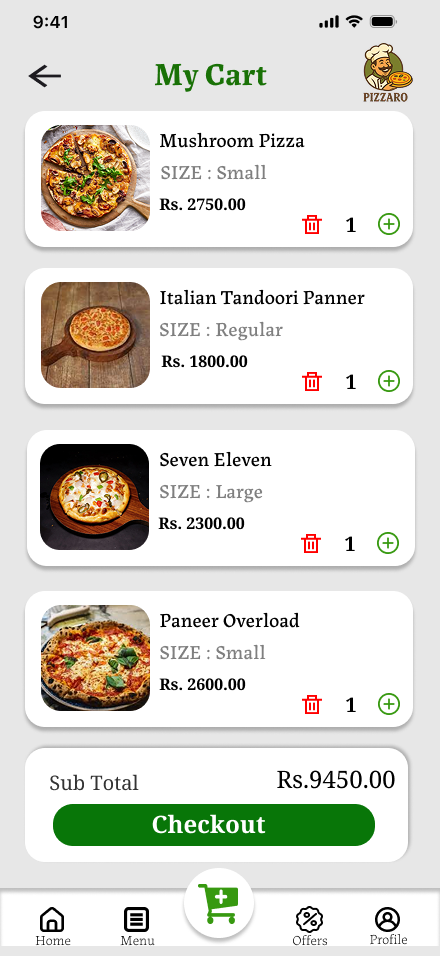 9:41
My Cart
PIZZARO
Mushroom Pizza
SIZE : Small
Rs. 2750.00
1
Italian Tandoori Panner
SIZE : Regular
Rs. 1800.00
1
Seven Eleven
SIZE : Large
Rs. 2300.00
1
Paneer Overload
SIZE : Small
Rs. 2600.00
1
Sub Total Rs.9450.00
Checkout
Home Menu Offers Profile